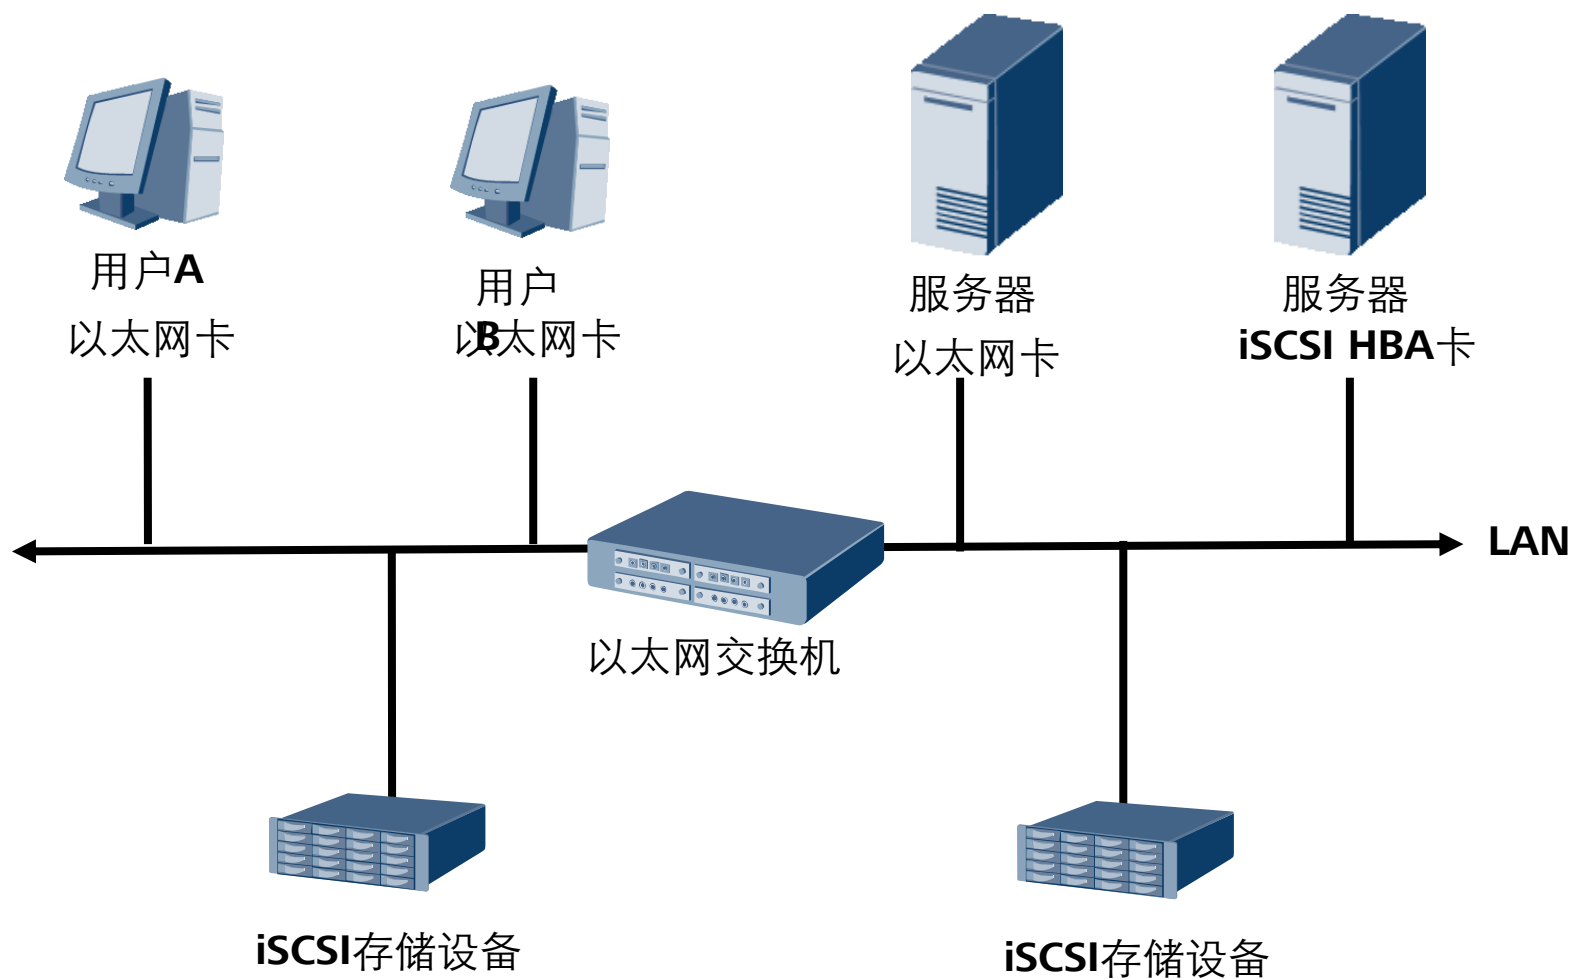 用户A
以太网卡
用户
B
以太网卡
服务器
以太网卡
服务器
iSCSI HBA卡
LAN
以太网交换机
iSCSI存储设备
iSCSI存储设备